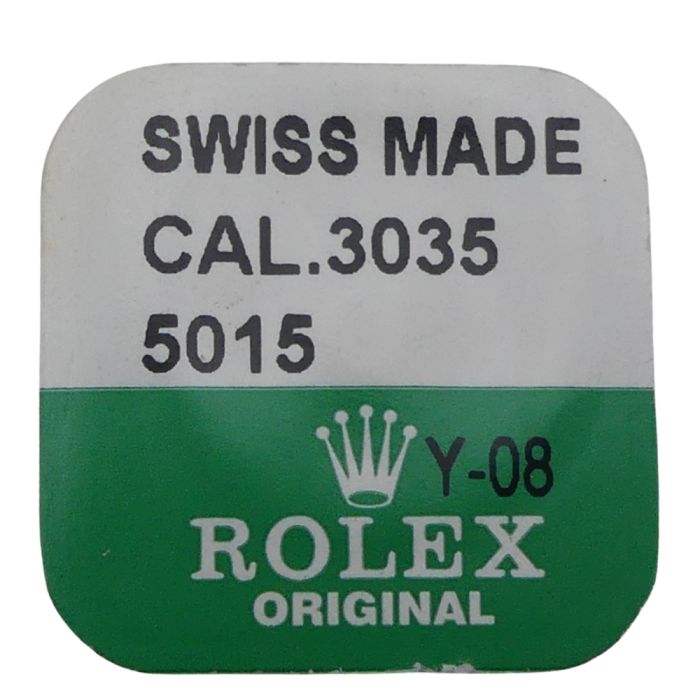 SWISS MADE
CAL.3035
5015
Y-08
ROLEX
ORIGINAL